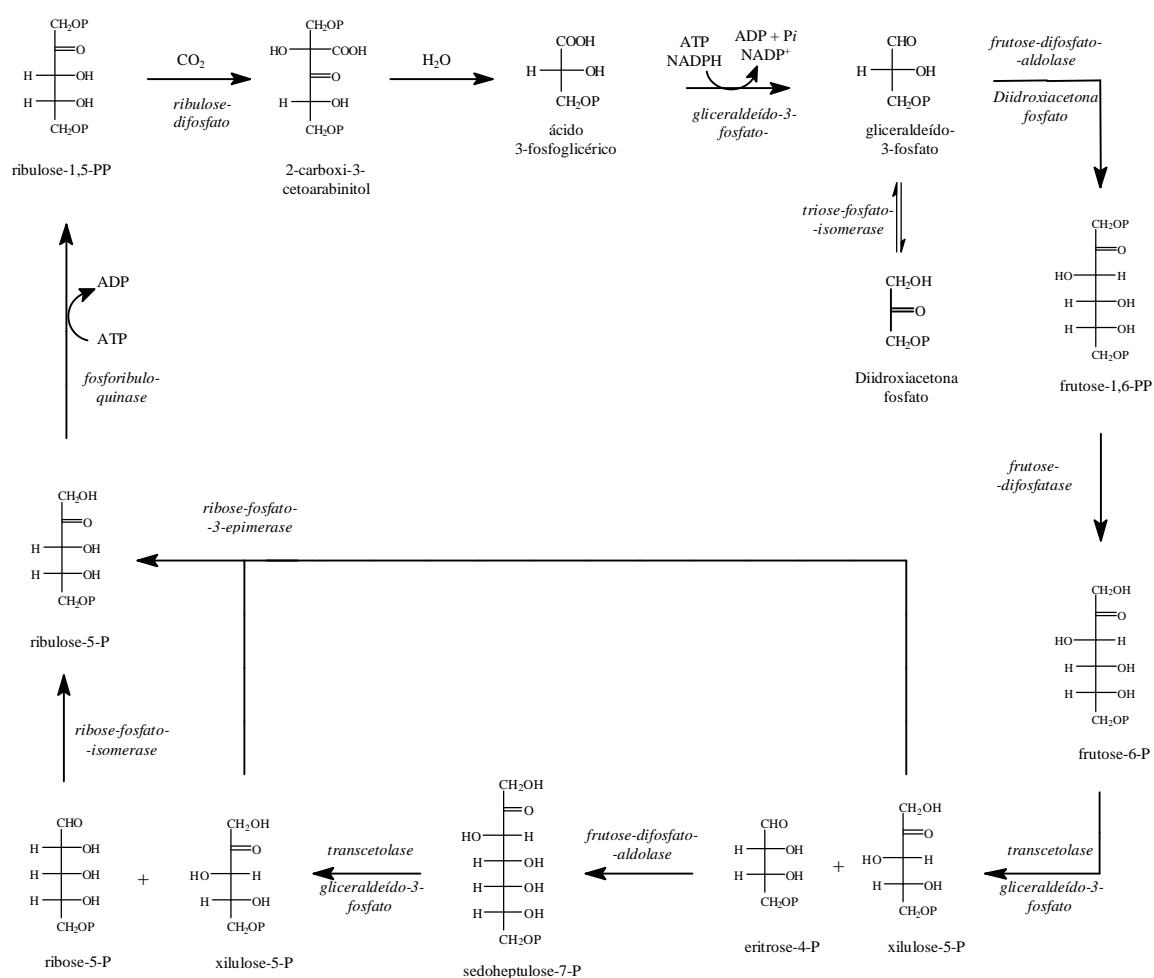 CH₂OP
O
H OH
H OH
CH₂OP
ribulose-1,5-PP
CO₂
ribulose-
difosfato
CH₂OP
HO COOH
O
H OH
CH₂OP
2-carboxi-3-
cetoarabinitol
H₂O
COOH
H OH
CH₂OP
ácido
3-fosfoglicérico
ATP
NADPH
ADP + Pi
NADP⁺
gliceraldeído-3-
fosfato-
CHO
H OH
CH₂OP
gliceraldeído-
3-fosfato
frutose-difosfato-
-aldolase
Diidroxiacetona
fosfato
triose-fosfato-
-isomerase
CH₂OH
O
CH₂OP
Diidroxiacetona
fosfato
CH₂OP
O
HO H
H OH
H OH
CH₂OP
frutose-1,6-PP
frutose-
-difosfatase
CH₂OH
O
HO H
H OH
H OH
CH₂OP
frutose-6-P
ADP
ATP
fosforibulo-
quinase
CH₂OH
O
H OH
H OH
CH₂OP
ribulose-5-P
ribose-fosfato-
-3-epimerase
ribose-fosfato-
-isomerase
CHO
H OH
H OH
H OH
CH₂OP
ribose-5-P
+
CH₂OH
O
HO H
H OH
CH₂OP
xilulose-5-P
transcetolase
gliceraldeído-3-
fosfato
CH₂OH
O
HO H
H OH
H OH
H OH
CH₂OP
sedoheptulose-7-P
frutose-difosfato-
-aldolase
CHO
H OH
H OH
CH₂OP
eritrose-4-P
+
CH₂OH
O
HO H
H OH
CH₂OP
xilulose-5-P
transcetolase
gliceraldeído-3-
fosfato